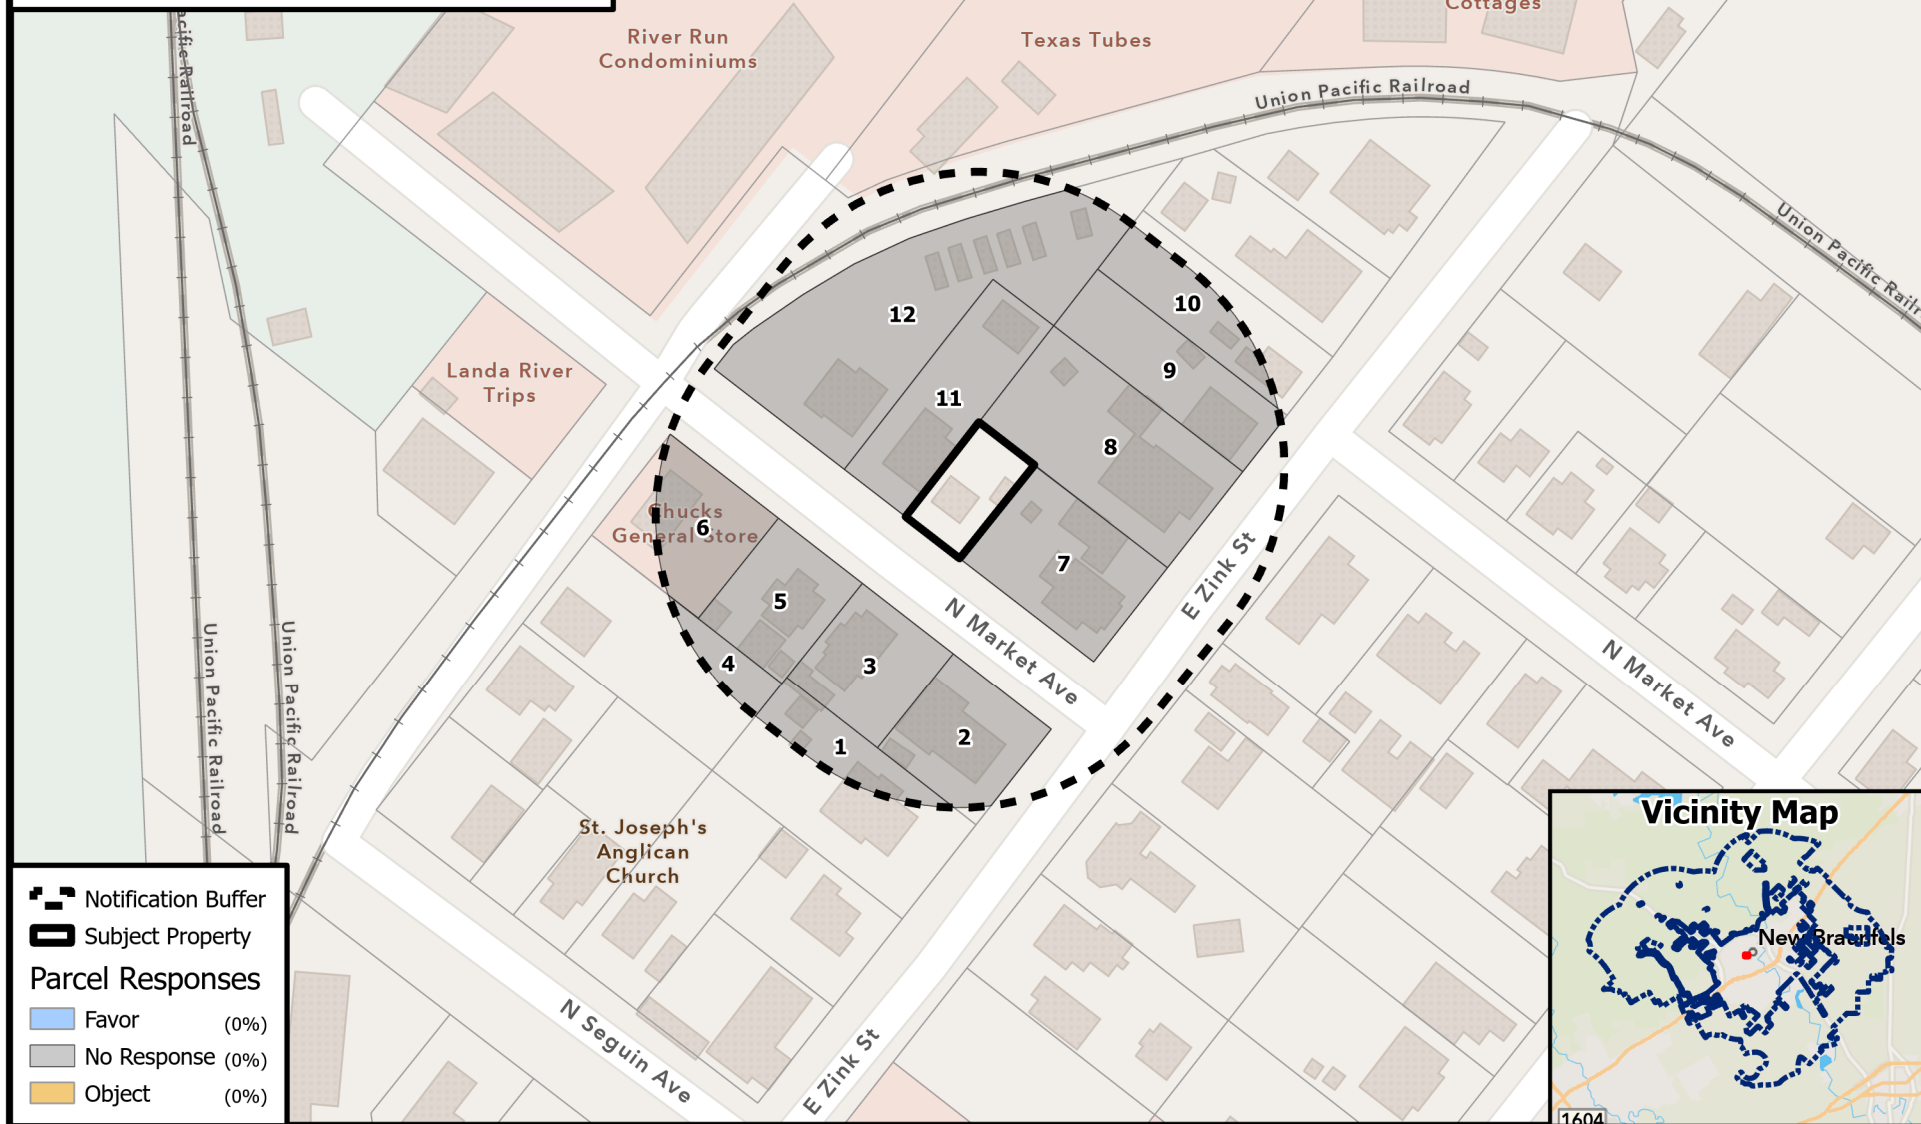 Cottages
River Run
Condominiums
Texas Tubes
Union Pacific Railroad
Pacific Railroad
Union Pacific
10
12
9
Landa River
Trips
11
8
Chucks
General Store
6
7
E Zink St
5
N Market Ave
4
3
N Market Ave
2
1
Union Pacific Railroad
Union Pacific Railroad
St. Joseph's
Anglican
Church
N Seguin Ave
E Zink St
Notification Buffer
Subject Property
Parcel Responses
Favor (0%)
No Response (0%)
Object (0%)
Vicinity Map
New Braunfels
1604